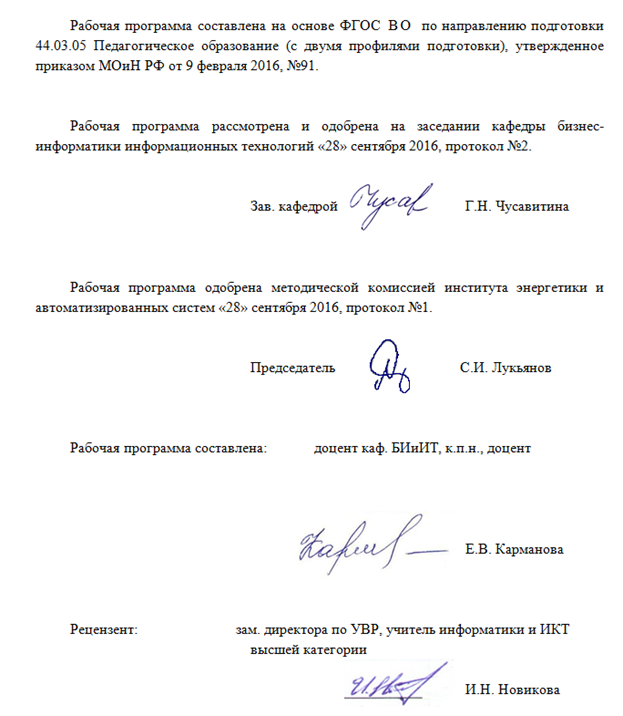 Рабочая программа составлена на основе ФГОС ВО по направлению подготовки
44.03.05 Педагогическое образование (с двумя профилями подготовки), утвержденное
приказом МОиН РФ от 9 февраля 2016, №91.
Рабочая программа рассмотрена и одобрена на заседании кафедры бизнес-
информатики информационных технологий «28» сентября 2016, протокол №2.
Зав. кафедрой Чусав Г.Н. Чусавитина
Рабочая программа одобрена методической комиссией института энергетики и
автоматизированных систем «28» сентября 2016, протокол №1.
Председатель С.И. Лукьянов
Рабочая программа составлена: доцент каф. БИиИТ, к.п.н., доцент
Е.В. Карманова
Рецензент: зам. директора по УВР, учитель информатики и ИКТ
высшей категории
И.Н. Новикова